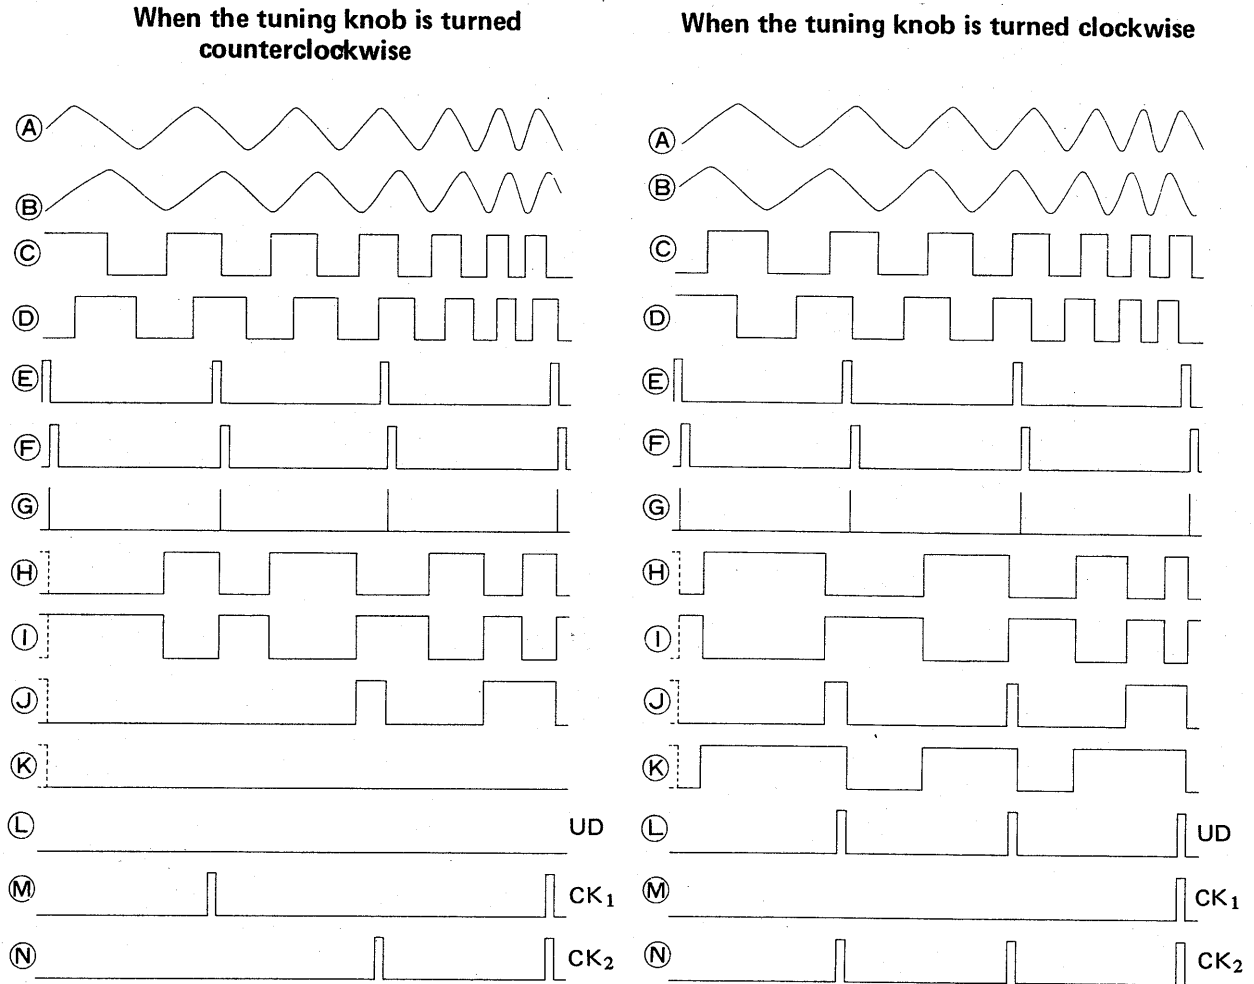 When the tuning knob is turned
counterclockwise
A
B
C
D
E
F
G
H
I
J
K
L UD
M CK₁
N CK₂
When the tuning knob is turned clockwise
A
B
C
D
E
F
G
H
I
J
K
L UD
M CK₁
N CK₂